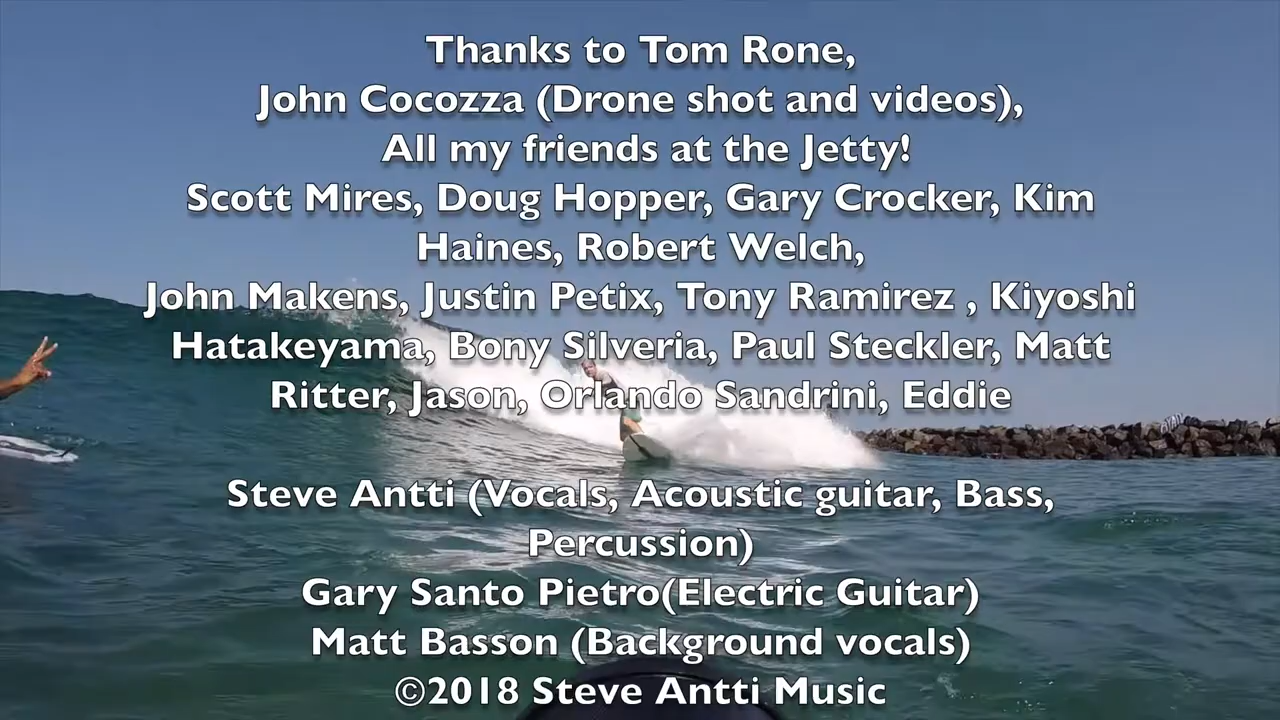 Thanks to Tom Rone,
John Cocozza (Drone shot and videos),
All my friends at the Jetty!
Scott Mires, Doug Hopper, Gary Crocker, Kim
Haines, Robert Welch,
John Makens, Justin Petix, Tony Ramirez , Kiyoshi
Hatakeyama, Bony Silveria, Paul Steckler, Matt
Ritter, Jason, Orlando Sandrini, Eddie
Steve Antti (Vocals, Acoustic guitar, Bass,
Percussion)
Gary Santo Pietro(Electric Guitar)
Matt Basson (Background vocals)
©2018 Steve Antti Music